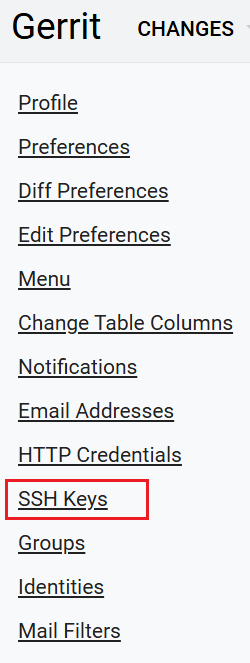 Gerrit CHANGES
Profile
Preferences
Diff Preferences
Edit Preferences
Menu
Change Table Columns
Notifications
Email Addresses
HTTP Credentials
SSH Keys
Groups
Identities
Mail Filters